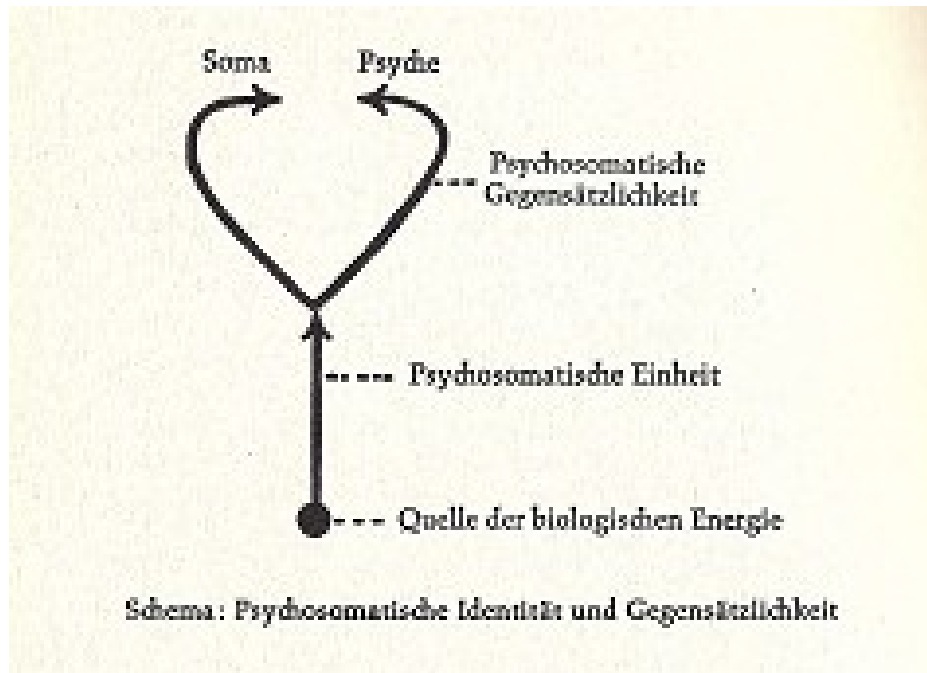 Soma Psyche
Psychosomatische
Gegensätzlichkeit
Psychosomatische Einheit
Quelle der biologischen Energie
Schema: Psychosomatische Identität und Gegensätzlichkeit